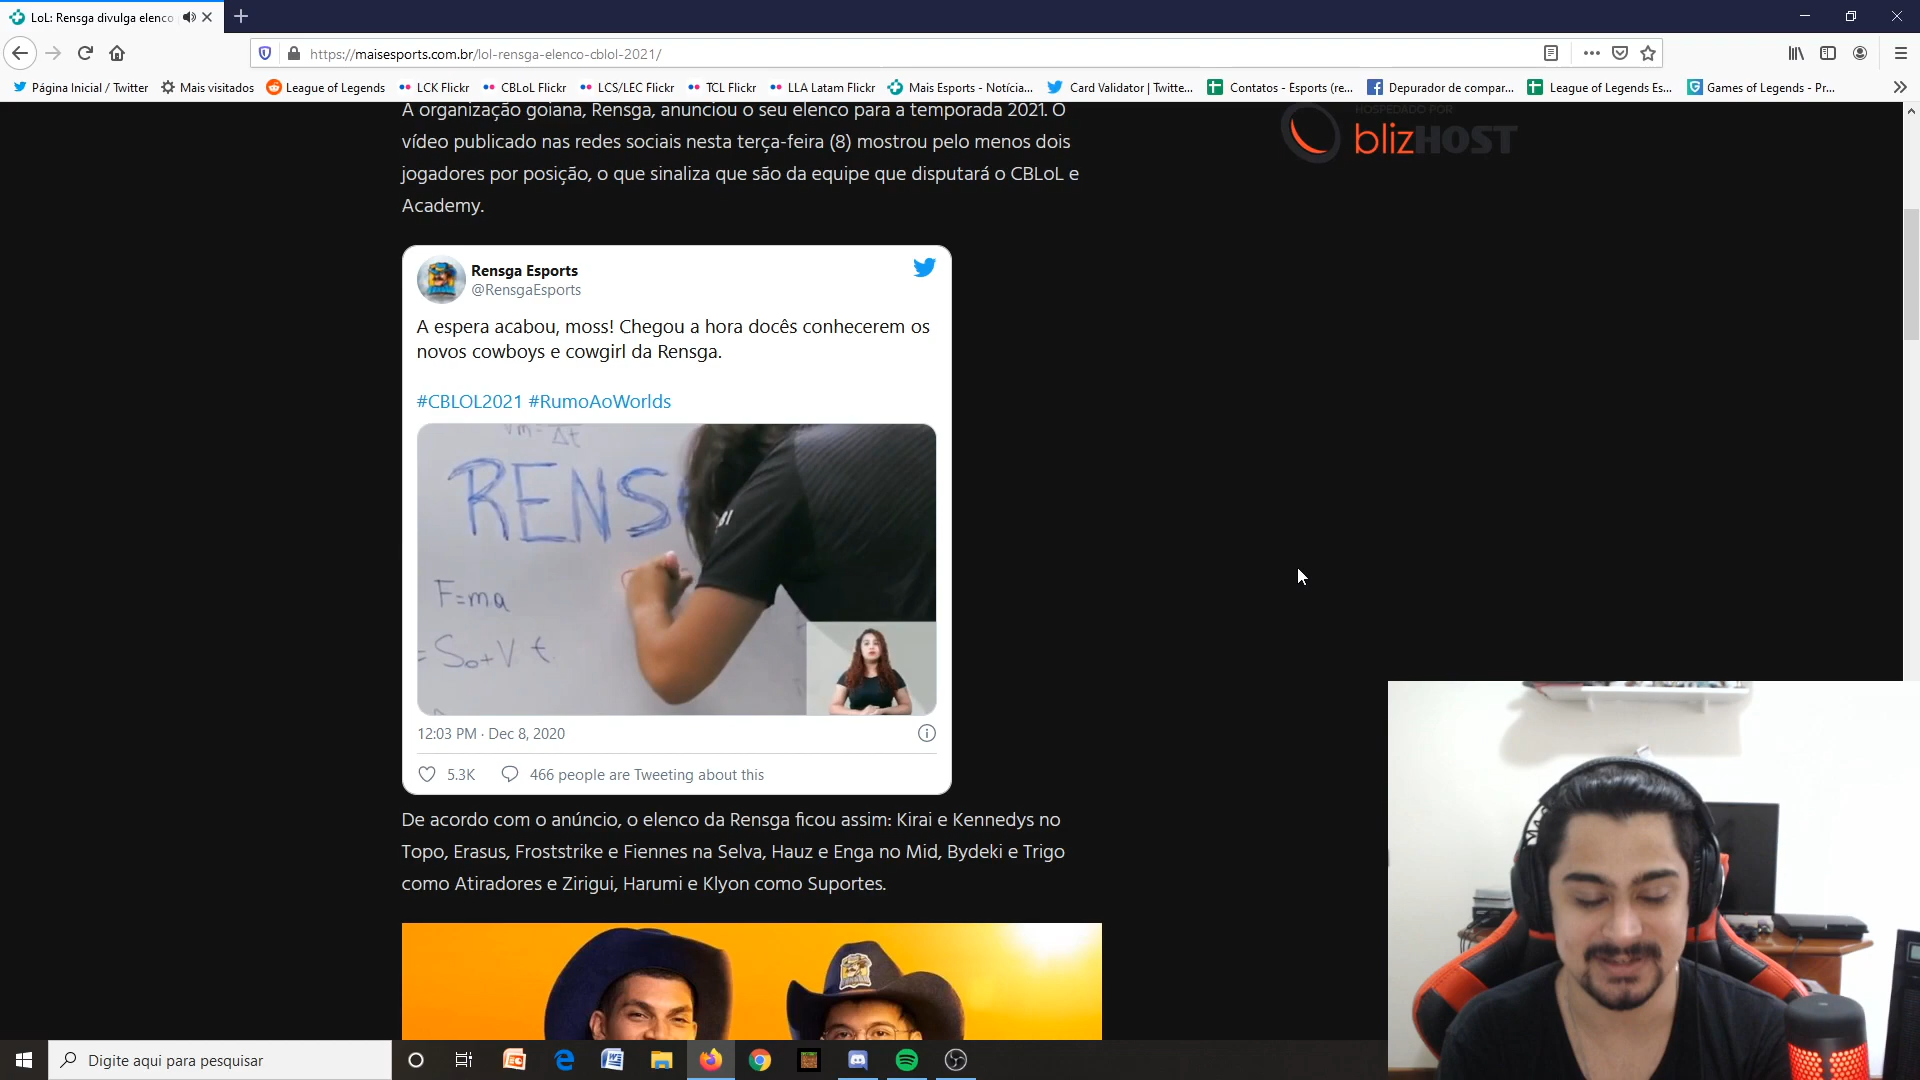 LoL: Rensga divulga elenco
https://maisesports.com.br/lol-rensga-elenco-cblol-2021/
Página Inicial / Twitter
Mais visitados
League of Legends
LCK Flickr
CBLoL Flickr
LCS/LEC Flickr
TCL Flickr
LLA Latam Flickr
Mais Esports - Notícia...
Card Validator | Twitte...
Contatos - Esports (re...
Depurador de compar...
League of Legends Es...
Games of Legends - Pr...
A organização goiana, Rensga, anunciou o seu elenco para a temporada 2021. O
vídeo publicado nas redes sociais nesta terça-feira (8) mostrou pelo menos dois
jogadores por posição, o que sinaliza que são da equipe que disputará o CBLoL e
Academy.
HOSPEDADO POR
blizHOST
Rensga Esports
@RensgaEsports
A espera acabou, moss! Chegou a hora docês conhecerem os
novos cowboys e cowgirl da Rensga.
#CBLOL2021 #RumoAoWorlds
Vm=Δt
RENS
F=ma
= So+V t
12:03 PM · Dec 8, 2020
5.3K
466 people are Tweeting about this
De acordo com o anúncio, o elenco da Rensga ficou assim: Kirai e Kennedys no
Topo, Erasus, Froststrike e Fiennes na Selva, Hauz e Enga no Mid, Bydeki e Trigo
como Atiradores e Zirigui, Harumi e Klyon como Suportes.
Digite aqui para pesquisar